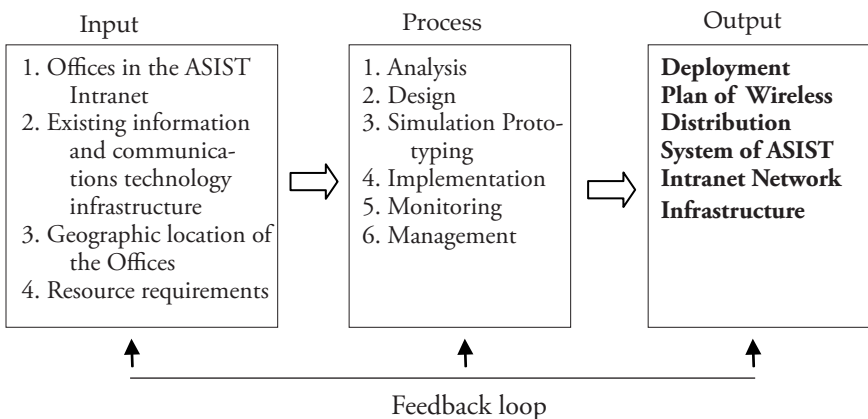 Input
1. Offices in the ASIST
Intranet
2. Existing information
and communica-
tions technology
infrastructure
3. Geographic location of
the Offices
4. Resource requirements
Process
1. Analysis
2. Design
3. Simulation Proto-
typing
4. Implementation
5. Monitoring
6. Management
Output
Deployment
Plan of Wireless
Distribution
System of ASIST
Intranet Network
Infrastructure
Feedback loop